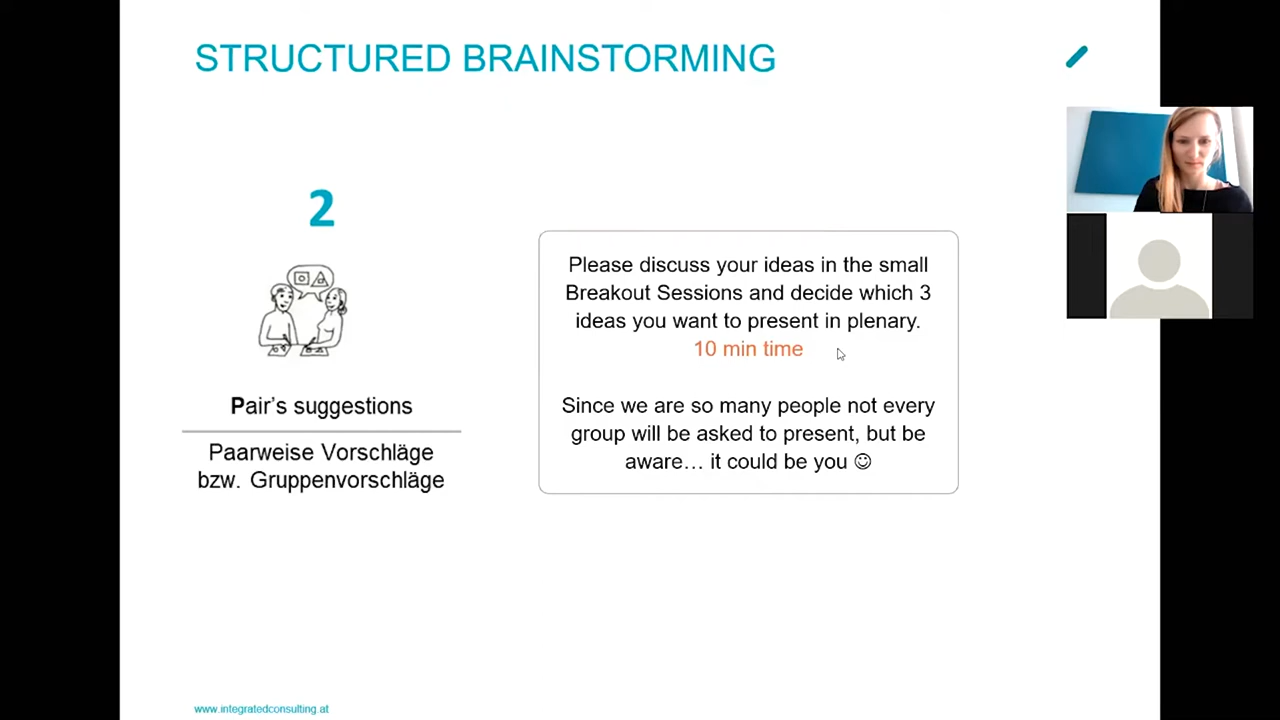 STRUCTURED BRAINSTORMING
2
Pair's suggestions
Paarweise Vorschläge
bzw. Gruppenvorschläge
Please discuss your ideas in the small
Breakout Sessions and decide which 3
ideas you want to present in plenary.
10 min time
Since we are so many people not every
group will be asked to present, but be
aware… it could be you ☺
www.integratedconsulting.at